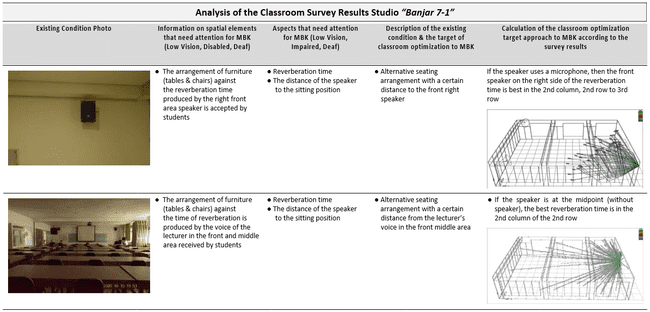 Analysis of the Classroom Survey Results Studio "Banjar 7-1"
Existing Condition Photo
Information on spatial elements
that need attention for MBK
(Low Vision, Disabled, Deaf)
Aspects that need attention
for MBK (Low Vision,
Impaired, Deaf)
Description of the existing
condition & the target of
classroom optimization to MBK
Calculation of the classroom optimization
target approach to MBK according to the
survey results
● The arrangement of furniture
(tables & chairs) against
the reverberation time
produced by the right front
area speaker is accepted by
students
● Reverberation time
● The distance of the speaker
to the sitting position
● Alternative seating
arrangement with a certain
distance to the front right
speaker
If the speaker uses a microphone, then the front
speaker on the right side of the reverberation
time is best in the 2nd column, 2nd row to 3rd
row
● The arrangement of furniture
(tables & chairs) against
the time of reverberation is
produced by the voice of the
lecturer in the front and middle
area received by students
● Reverberation time
● The distance of the speaker
to the sitting position
● Alternative seating
arrangement with a certain
distance from the lecturer's
voice in the front middle area
● If the speaker is at the midpoint (without
speaker), the best reverberation time is in the
2nd column of the 2nd row